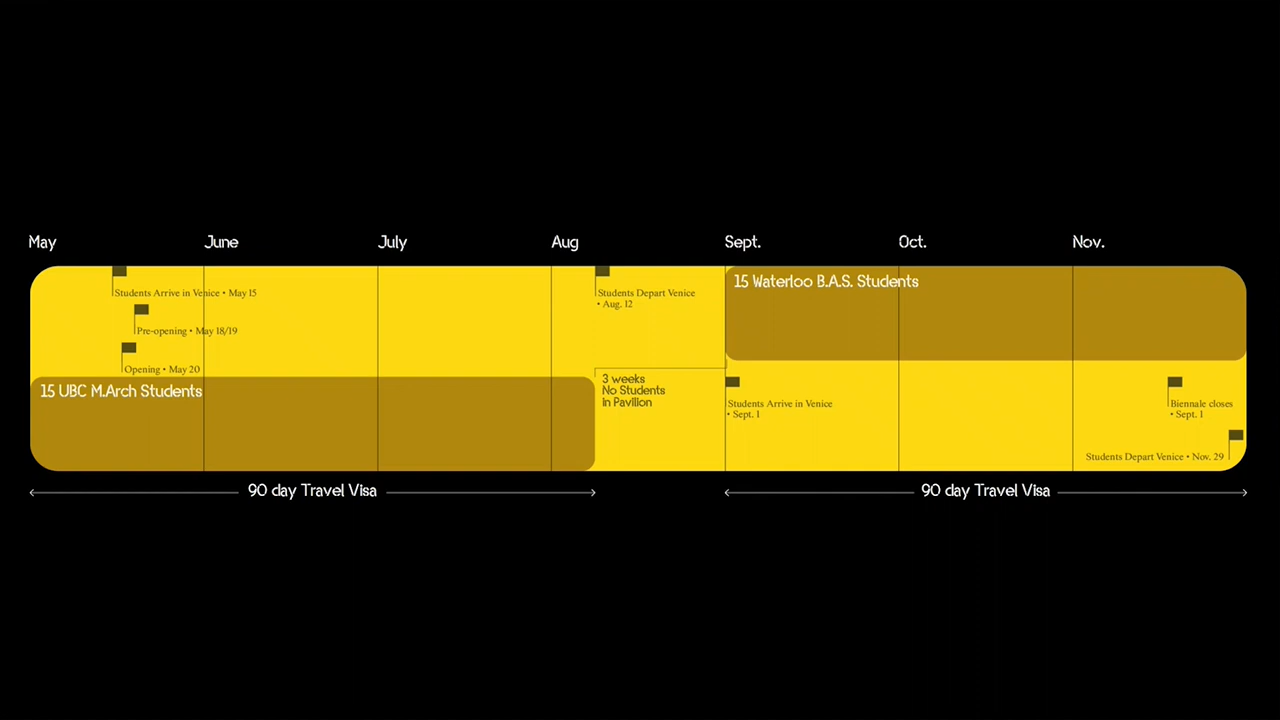 May
June
July
Aug
Sept.
Oct.
Nov.
Students Arrive in Venice • May 15
Pre-opening • May 18/19
Opening • May 20
15 UBC M.Arch Students
Students Depart Venice
• Aug. 12
3 weeks
No Students
in Pavilion
15 Waterloo B.A.S. Students
Students Arrive in Venice
• Sept. 1
Biennale closes
• Sept. 1
Students Depart Venice • Nov. 29
90 day Travel Visa
90 day Travel Visa